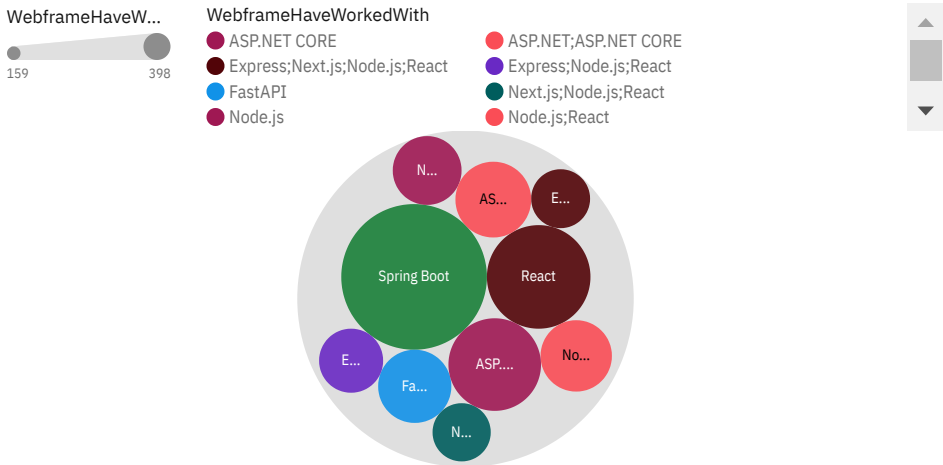 WebframeHaveW...
159
398
WebframeHaveWorkedWith
ASP.NET CORE
ASP.NET;ASP.NET CORE
Express;Next.js;Node.js;React
Express;Node.js;React
FastAPI
Next.js;Node.js;React
Node.js
Node.js;React
N...
AS...
E...
Spring Boot
React
E...
Fa...
ASP....
No...
N...